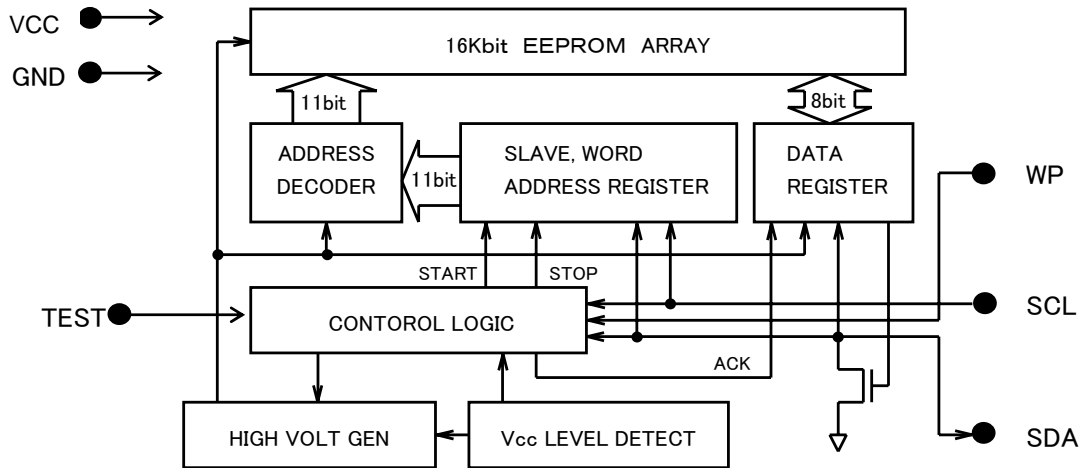 VCC
16Kbit EEPROM ARRAY
GND
11bit
8bit
ADDRESS
DECODER
11bit
SLAVE, WORD
ADDRESS REGISTER
DATA
REGISTER
WP
START
STOP
TEST
CONTOROL LOGIC
SCL
ACK
HIGH VOLT GEN
Vcc LEVEL DETECT
SDA